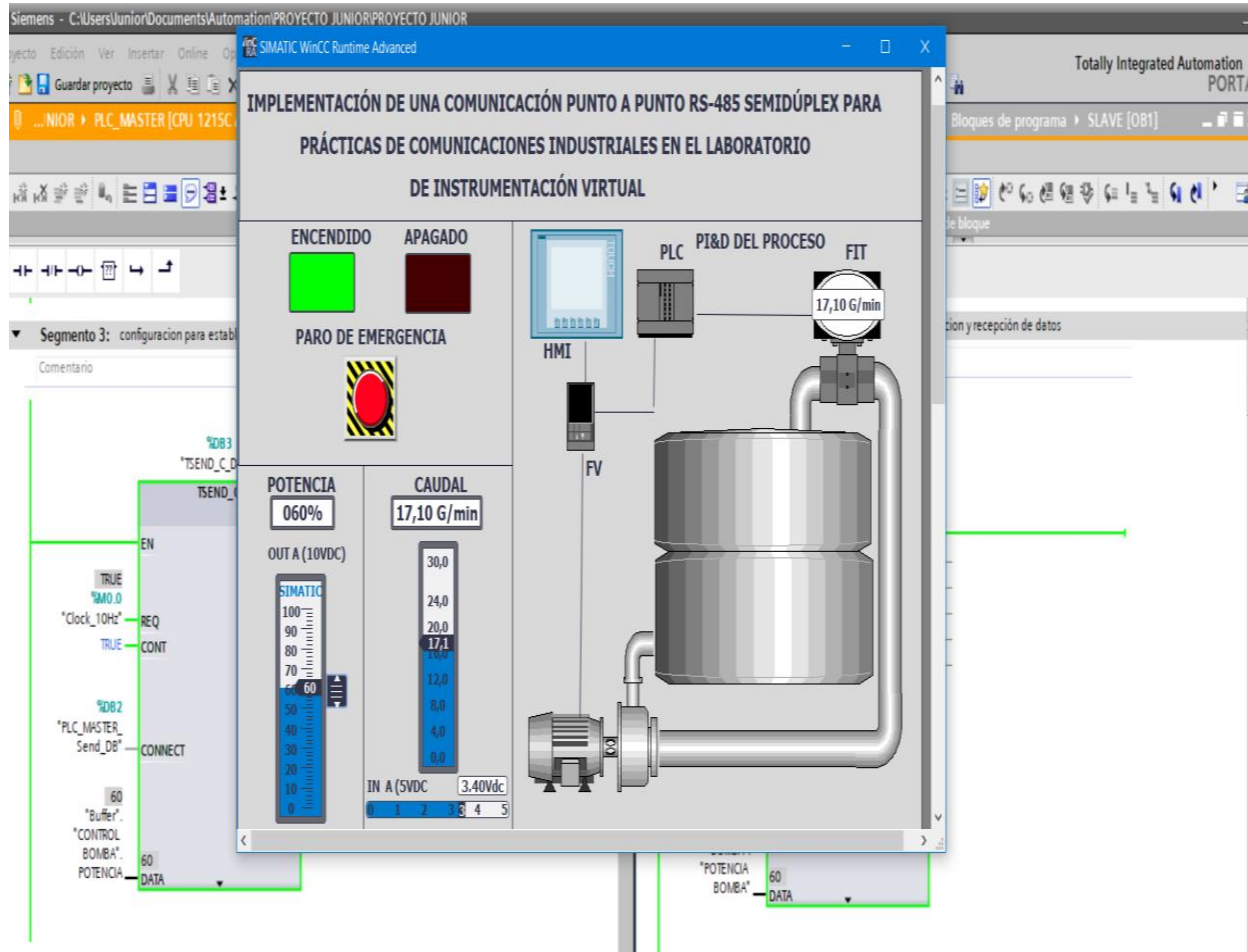 Siemens - C:\Users\Junior\Documents\Automation\PROYECTO JUNIOR\PROYECTO JUNIOR
Edición Ver Insertar Online
Guardar proyecto
Totally Integrated Automation
...NIOR PLC_MASTER [CPU 1215C
Bloques de programa SLAVE [OB1]
SIMATIC WinCC Runtime Advanced
IMPLEMENTACIÓN DE UNA COMUNICACIÓN PUNTO A PUNTO RS-485 SEMIDÚPLEX PARA
PRÁCTICAS DE COMUNICACIONES INDUSTRIALES EN EL LABORATORIO
DE INSTRUMENTACIÓN VIRTUAL
ENCENDIDO APAGADO
PARO DE EMERGENCIA
PI&D DEL PROCESO
PLC
FIT
17,10 G/min
HMI
FV
POTENCIA
060%
OUT A (10VDC)
SIMATIC
100
90
80
70
60
50
40
30
20
10
0
CAUDAL
17,10 G/min
30,0
24,0
20,0
17,1
12,0
8,0
4,0
0,0
IN A (5VDC
3.40Vdc
0 1 2 3 4 5
Segmento 3: configuracion para
Comentario
%DB3
EN
TRUE
%M0.0
"Clock_10Hz"
REQ
TRUE
CONT
%DB2
"PLC_MASTER_
Send_DB"
CONNECT
60
"Buffer".
"CONTROL
BOMBA".
POTENCIA
60
DATA
y recepción de datos
"POTENCIA
BOMBA"
60
DATA